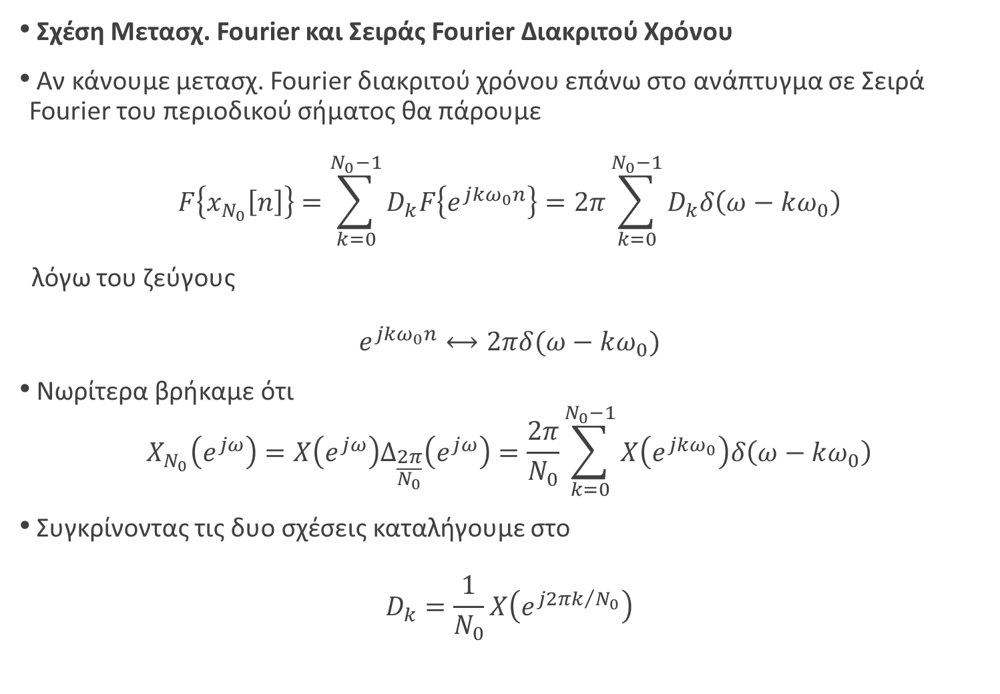 • Σχέση Μετασχ. Fourier και Σειράς Fourier Διακριτού Χρόνου
• Αν κάνουμε μετασχ. Fourier διακριτού χρόνου επάνω στο ανάπτυγμα σε Σειρά
Fourier του περιοδικού σήματος θα πάρουμε
$F\{x_{N_0}[n]\} = \sum_{k=0}^{N_0-1} D_k F\{e^{jk\omega_0 n}\} = 2\pi \sum_{k=0}^{N_0-1} D_k \delta(\omega - k\omega_0)$
λόγω του ζεύγους
$e^{jk\omega_0 n} \longleftrightarrow 2\pi\delta(\omega - k\omega_0)$
• Νωρίτερα βρήκαμε ότι
$X_{N_0}(e^{j\omega}) = X(e^{j\omega})\Delta_{\frac{2\pi}{N_0}}(e^{j\omega}) = \frac{2\pi}{N_0} \sum_{k=0}^{N_0-1} X(e^{jk\omega_0})\delta(\omega - k\omega_0)$
• Συγκρίνοντας τις δυο σχέσεις καταλήγουμε στο
$D_k = \frac{1}{N_0} X(e^{j2\pi k/N_0})$